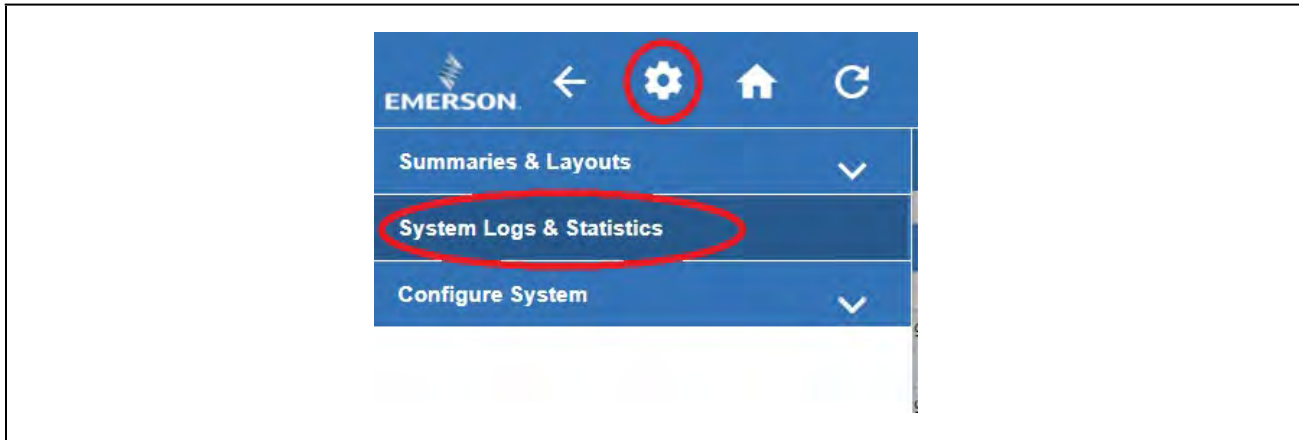 EMERSON
Summaries & Layouts
System Logs & Statistics
Configure System